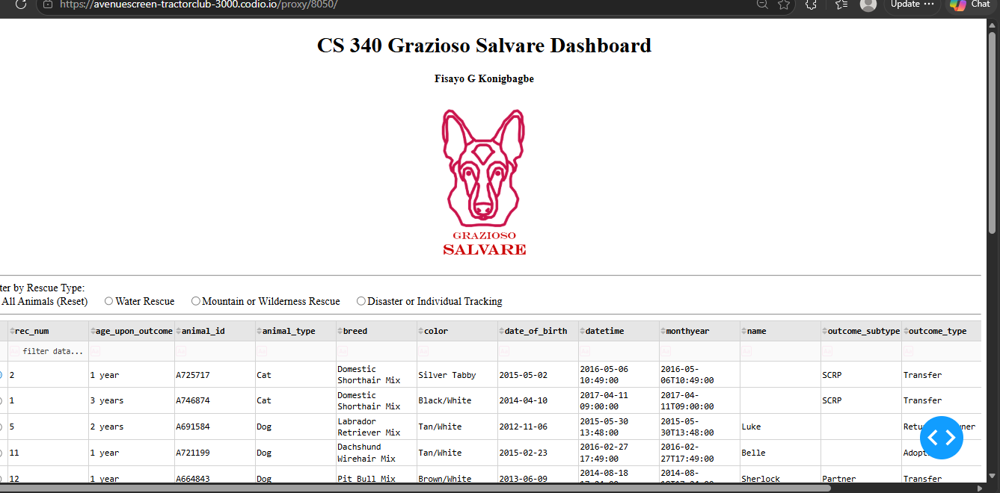 https://avenuescreen-tractorclub-3000.codio.io/proxy/8050/ Update Chat
CS 340 Grazioso Salvare Dashboard
Fisayo G Konigbagbe
GRAZIOSO
SALVARE
ter by Rescue Type:
All Animals (Reset) Water Rescue Mountain or Wilderness Rescue Disaster or Individual Tracking
rec_num age_upon_outcome animal_id animal_type breed color date_of_birth datetime monthyear name outcome_subtype outcome_type
filter data...
2 1 year A725717 Cat Domestic Shorthair Mix Silver Tabby 2015-05-02 2016-05-06 10:49:00 2016-05-06T10:49:00 SCRP Transfer
1 3 years A746874 Cat Domestic Shorthair Mix Black/White 2014-04-10 2017-04-11 09:00:00 2017-04-11T09:00:00 SCRP Transfer
5 2 years A691584 Dog Labrador Retriever Mix Tan/White 2012-11-06 2015-05-30 13:48:00 2015-05-30T13:48:00 Luke
11 1 year A721199 Dog Dachshund Wirehair Mix Tan/White 2015-02-23 2016-02-27 17:49:00 2016-02-27T17:49:00 Belle
12 1 year A664843 Dog Pit Bull Mix Brown/White 2013-06-09 2014-08-18 2014-08- Sherlock Partner Transfer